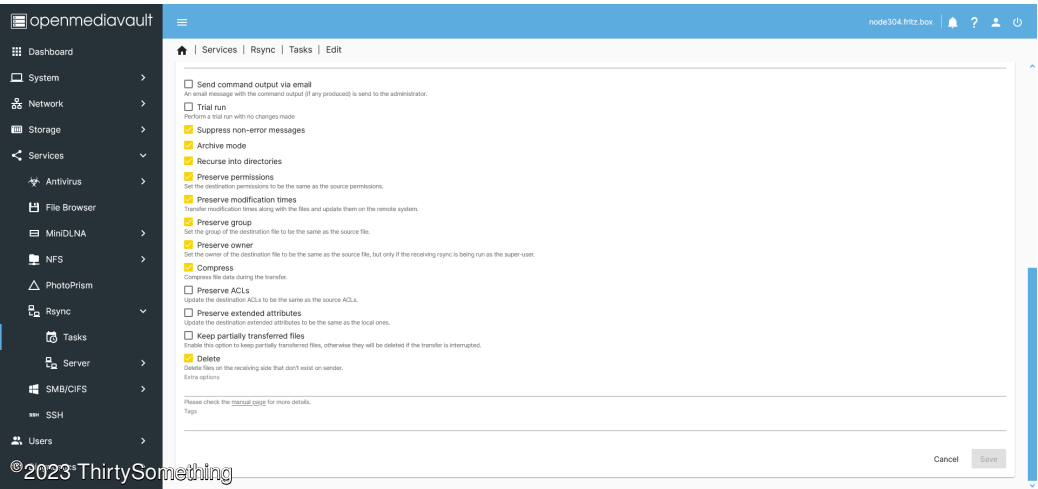 openmediavault
node304.fritz.box
Dashboard
| Services | Rsync | Tasks | Edit
System
Network
Storage
Services
Antivirus
File Browser
MiniDLNA
NFS
PhotoPrism
Rsync
Tasks
Server
SMB/CIFS
SSH SSH
Users
Send command output via email
An email message with the command output (if any produced) is send to the administrator.
Trial run
Perform a trial run with no changes made
Suppress non-error messages
Archive mode
Recurse into directories
Preserve permissions
Set the destination permissions to be the same as the source permissions.
Preserve modification times
Transfer modification times along with the files and update them on the remote system.
Preserve group
Set the group of the destination file to be the same as the source file.
Preserve owner
Set the owner of the destination file to be the same as the source file, but only if the receiving rsync is being run as the super-user.
Compress
Compress file data during the transfer.
Preserve ACLs
Update the destination ACLs to be the same as the source ACLs.
Preserve extended attributes
Update the destination extended attributes to be the same as the local ones.
Keep partially transferred files
Enable this option to keep partially transferred files, otherwise they will be deleted if the transfer is interrupted.
Delete
Delete files on the receiving side that don't exist on sender.
Extra options
Please check the manual page for more details.
Tags
Cancel Save
©2023 ThirtySomething